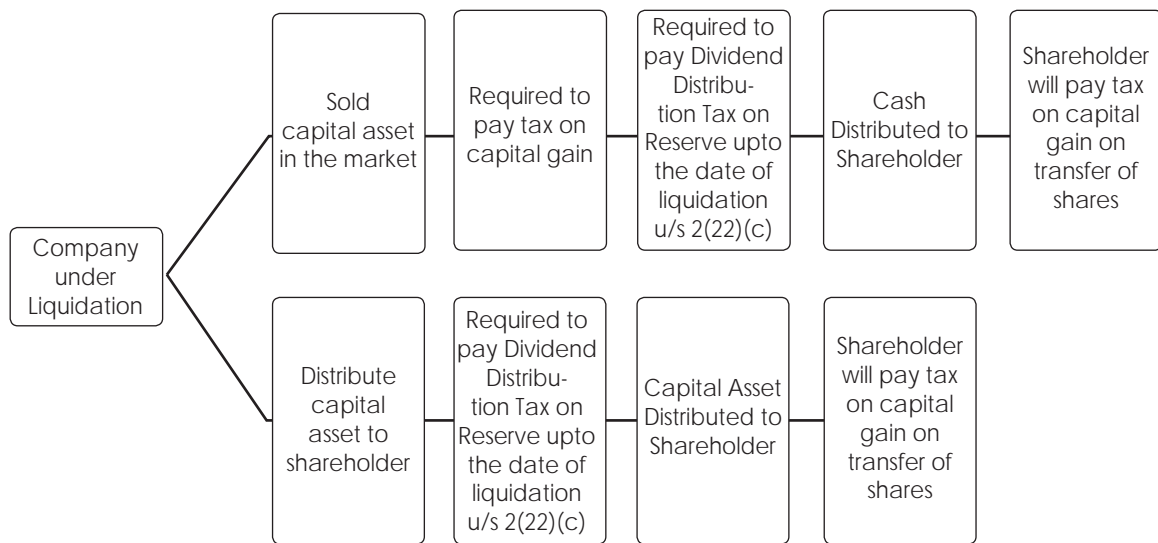 Company
under
Liquidation
Sold
capital asset
in the market
Required to
pay tax on
capital gain
Required to
pay Dividend
Distribu-
tion Tax on
Reserve upto
the date of
liquidation
u/s 2(22)(c)
Cash
Distributed to
Shareholder
Shareholder
will pay tax
on capital
gain on
transfer of
shares
Distribute
capital
asset to
shareholder
Required to
pay Dividend
Distribu-
tion Tax on
Reserve upto
the date of
liquidation
u/s 2(22)(c)
Capital Asset
Distributed to
Shareholder
Shareholder
will pay tax
on capital
gain on
transfer of
shares